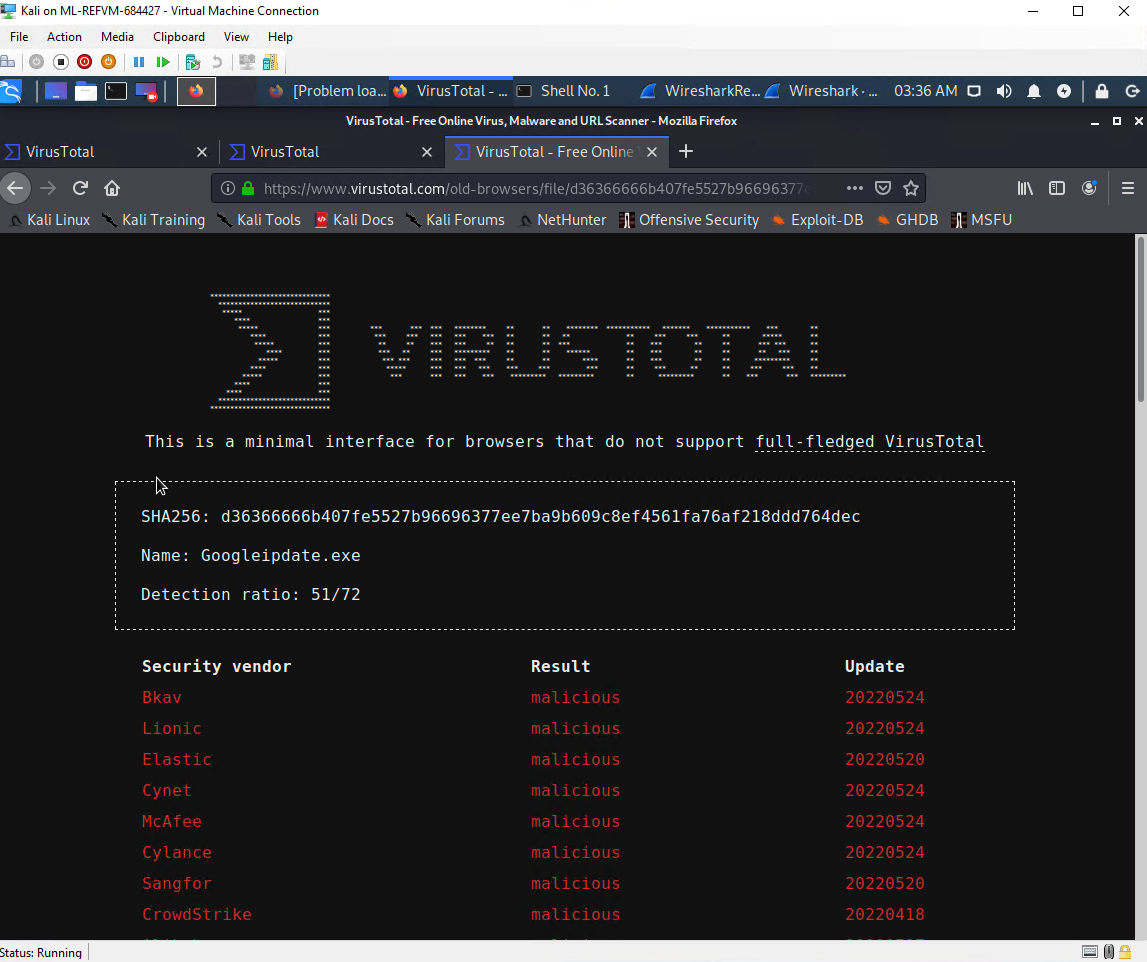 Kali on ML-REFVM-684427 - Virtual Machine Connection
File Action Media Clipboard View Help
[Problem loa... VirusTotal - ... Shell No. 1 WiresharkRe... Wireshark · ... 03:36 AM
VirusTotal - Free Online Virus, Malware and URL Scanner - Mozilla Firefox
VirusTotal VirusTotal VirusTotal - Free Online
https://www.virustotal.com/old-browsers/file/d36366666b407fe5527b96696377e
Kali Linux Kali Training Kali Tools Kali Docs Kali Forums NetHunter Offensive Security Exploit-DB GHDB MSFU
VIRUSTOTAL
This is a minimal interface for browsers that do not support full-fledged VirusTotal
SHA256: d36366666b407fe5527b96696377ee7ba9b609c8ef4561fa76af218ddd764dec
Name: Googleipdate.exe
Detection ratio: 51/72
Security vendor Result Update
Bkav malicious 20220524
Lionic malicious 20220524
Elastic malicious 20220520
Cynet malicious 20220524
McAfee malicious 20220524
Cylance malicious 20220524
Sangfor malicious 20220520
CrowdStrike malicious 20220418
Status: Running